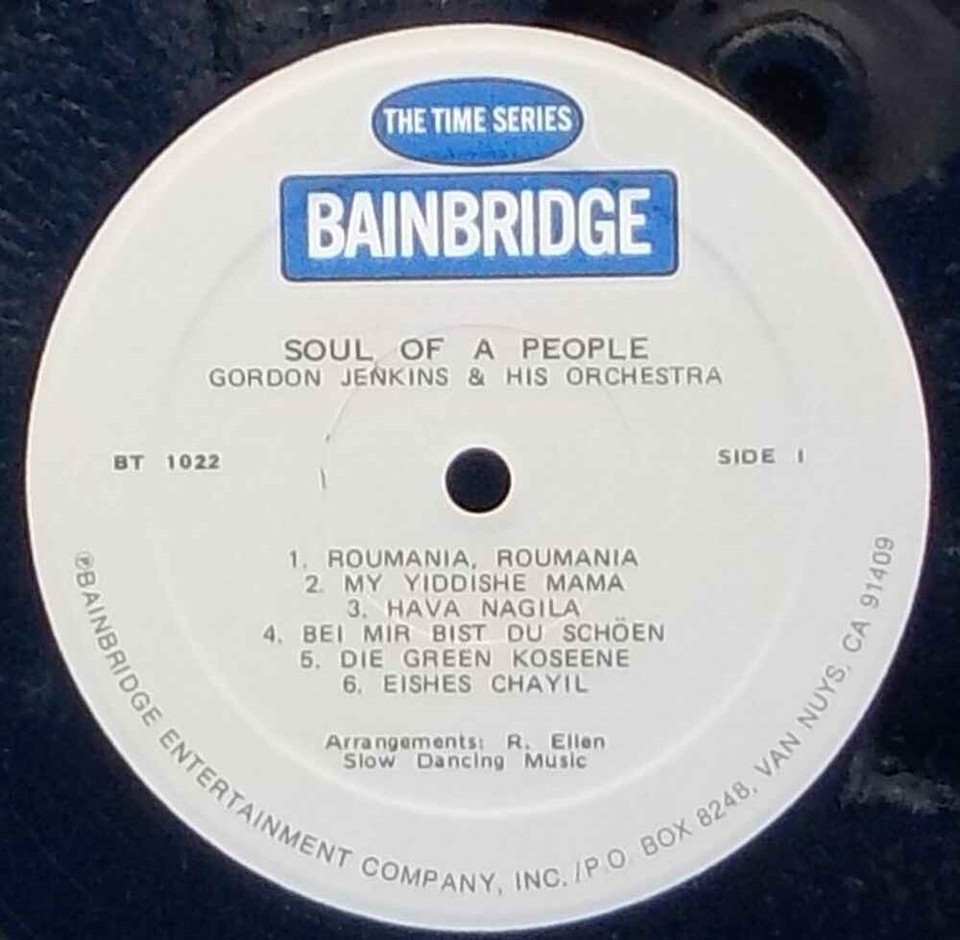 THE TIME SERIES
BAINBRIDGE
SOUL OF A PEOPLE
GORDON JENKINS & HIS ORCHESTRA
BT 1022
SIDE I
1. ROUMANIA, ROUMANIA
2. MY YIDDISHE MAMA
3. HAVA NAGILA
4. BEI MIR BIST DU SCHÖEN
5. DIE GREEN KOSEENE
6. EISHES CHAYIL
Arrangements: R. Ellen
Slow Dancing Music
℗BAINBRIDGE ENTERTAINMENT COMPANY, INC. /P.O. BOX 8248, VAN NUYS, CA 91409